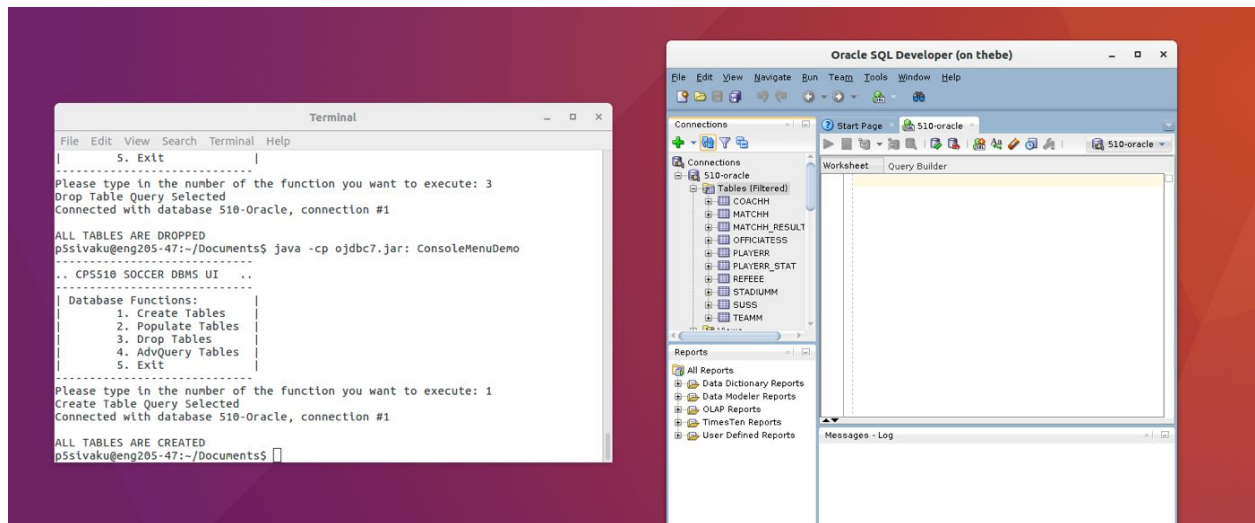 Terminal
File Edit View Search Terminal Help
| 5. Exit |
----------------------------
Please type in the number of the function you want to execute: 3
Drop Table Query Selected
Connected with database 510-Oracle, connection #1
ALL TABLES ARE DROPPED
p5sivaku@eng205-47:~/Documents$ java -cp ojdbc7.jar: ConsoleMenuDemo
----------------------------
.. CPS510 SOCCER DBMS UI ..
----------------------------
| Database Functions: |
| 1. Create Tables |
| 2. Populate Tables |
| 3. Drop Tables |
| 4. AdvQuery Tables |
| 5. Exit |
----------------------------
Please type in the number of the function you want to execute: 1
Create Table Query Selected
Connected with database 510-Oracle, connection #1
ALL TABLES ARE CREATED
p5sivaku@eng205-47:~/Documents$
Oracle SQL Developer (on thebe)
File Edit View Navigate Run Team Tools Window Help
Connections
Connections
510-oracle
Tables (Filtered)
COACHH
MATCHH
MATCHH_RESULT
OFFICIATESS
PLAYERR
PLAYERR_STAT
REFEEE
STADIUMM
SUSS
TEAMM
Reports
All Reports
Data Dictionary Reports
Data Modeler Reports
OLAP Reports
TimesTen Reports
User Defined Reports
Start Page
510-oracle
510-oracle
Worksheet Query Builder
Messages - Log